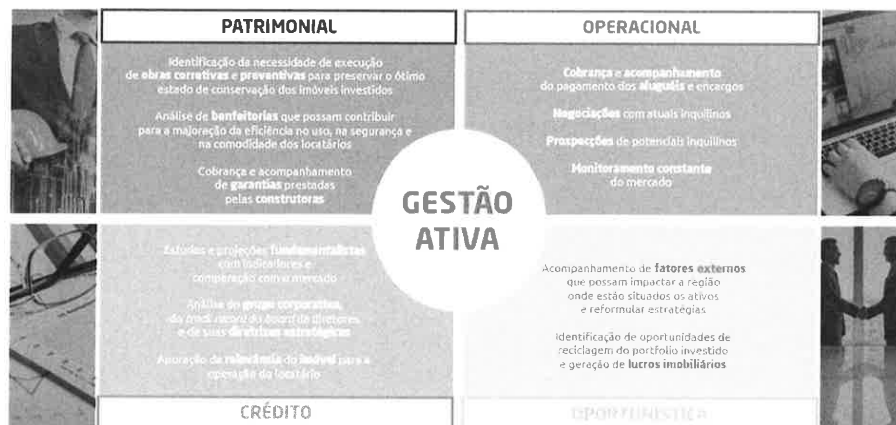 PATRIMONIAL
Identificação da necessidade de execução
de obras corretivas e preventivas para preservar o ótimo
estado de conservação dos imóveis investidos
Análise de benfeitorias que possam contribuir
para a majoração da eficiência no uso, na segurança e
na comodidade dos locatários
Cobrança e acompanhamento
de garantias prestadas
pelas construtoras
OPERACIONAL
Cobrança e acompanhamento
do pagamento dos aluguéis e encargos
Negociações com atuais inquilinos
Prospecções de potenciais inquilinos
Monitoramento constante
do mercado
GESTÃO
ATIVA
Estudos e projeções fundamentalistas
com indicadores e
comparação com o mercado
Análise do grupo corporativo,
do track record do board de diretores
e de suas diretrizes estratégicas
Apuração da relevância do imóvel para a
operação do locatário
CRÉDITO
Acompanhamento de fatores externos
que possam impactar a região
onde estão situados os ativos
e reformular estratégias
Identificação de oportunidades de
reciclagem do portfolio investido
e geração de lucros imobiliários
OPORTUNÍSTICA